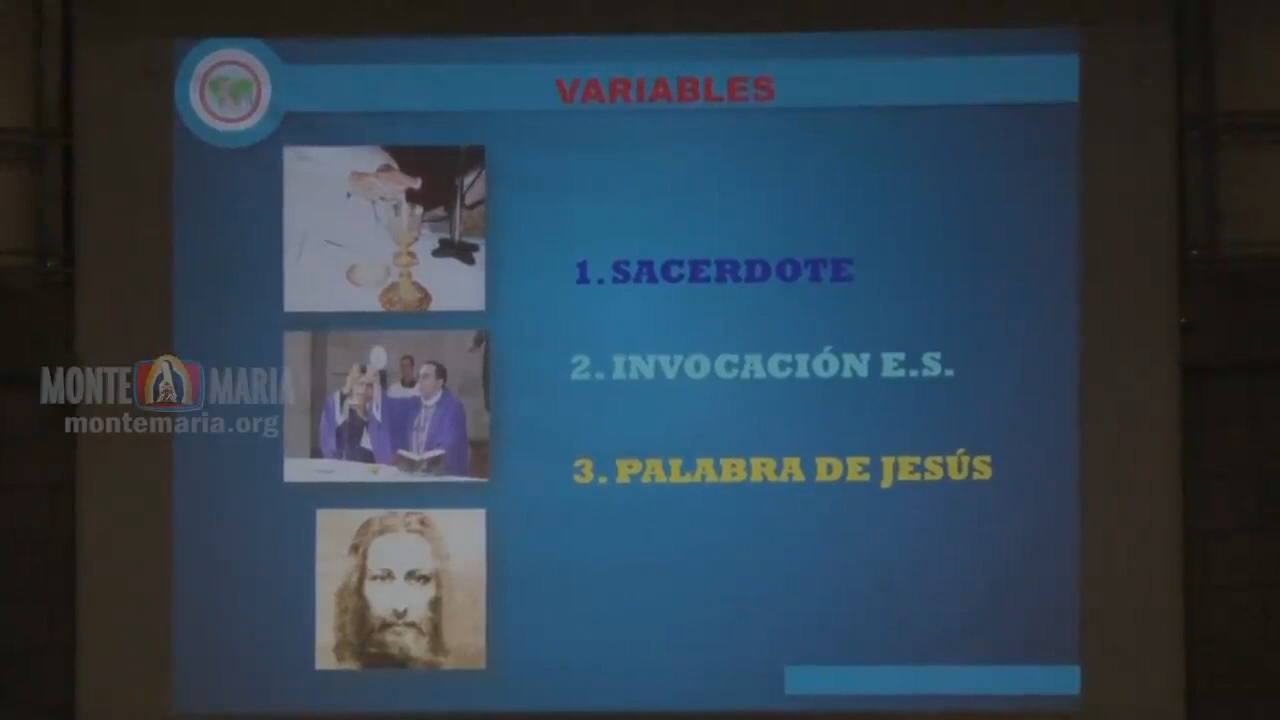 VARIABLES
1. SACERDOTE
2. INVOCACIÓN E.S.
3. PALABRA DE JESÚS
MONTE MARIA
montemaria.org